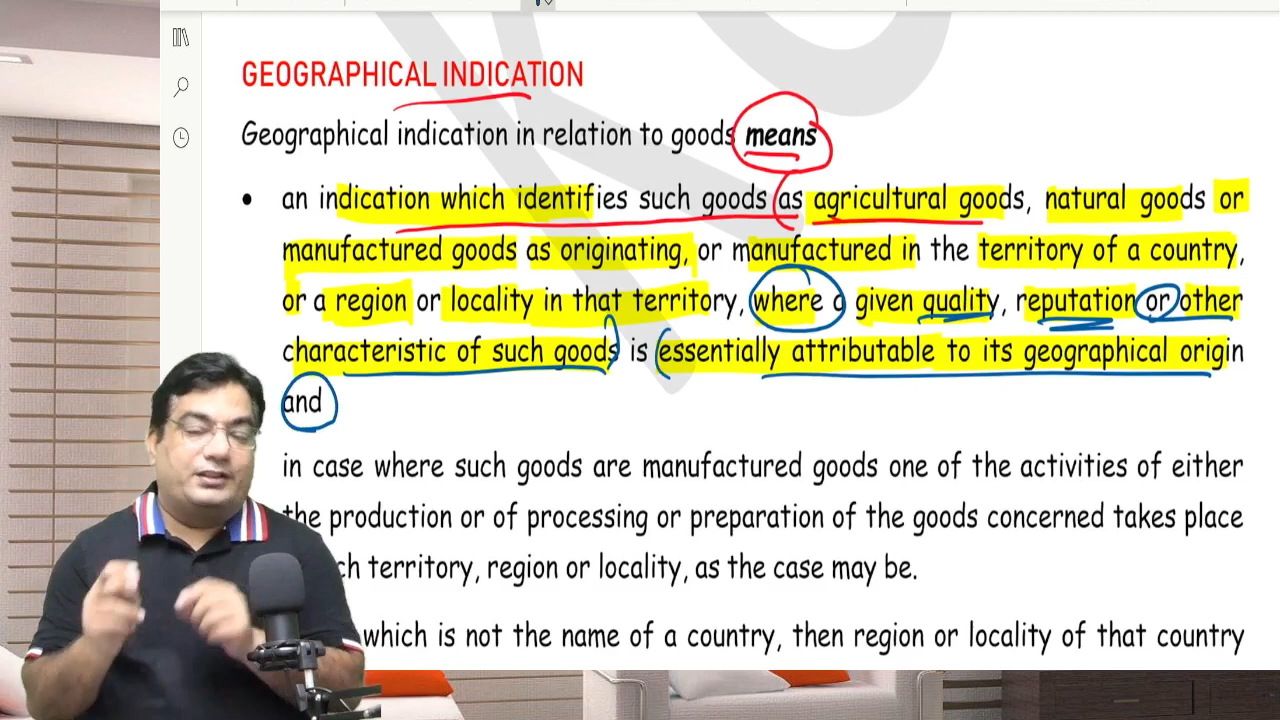 GEOGRAPHICAL INDICATION
Geographical indication in relation to goods means
• an indication which identifies such goods as agricultural goods, natural goods or
manufactured goods as originating, or manufactured in the territory of a country,
or a region or locality in that territory, where a given quality, reputation or other
characteristic of such goods is essentially attributable to its geographical origin
and
in case where such goods are manufactured goods one of the activities of either
the production or of processing or preparation of the goods concerned takes place
territory, region or locality, as the case may be.
which is not the name of a country, then region or locality of that country